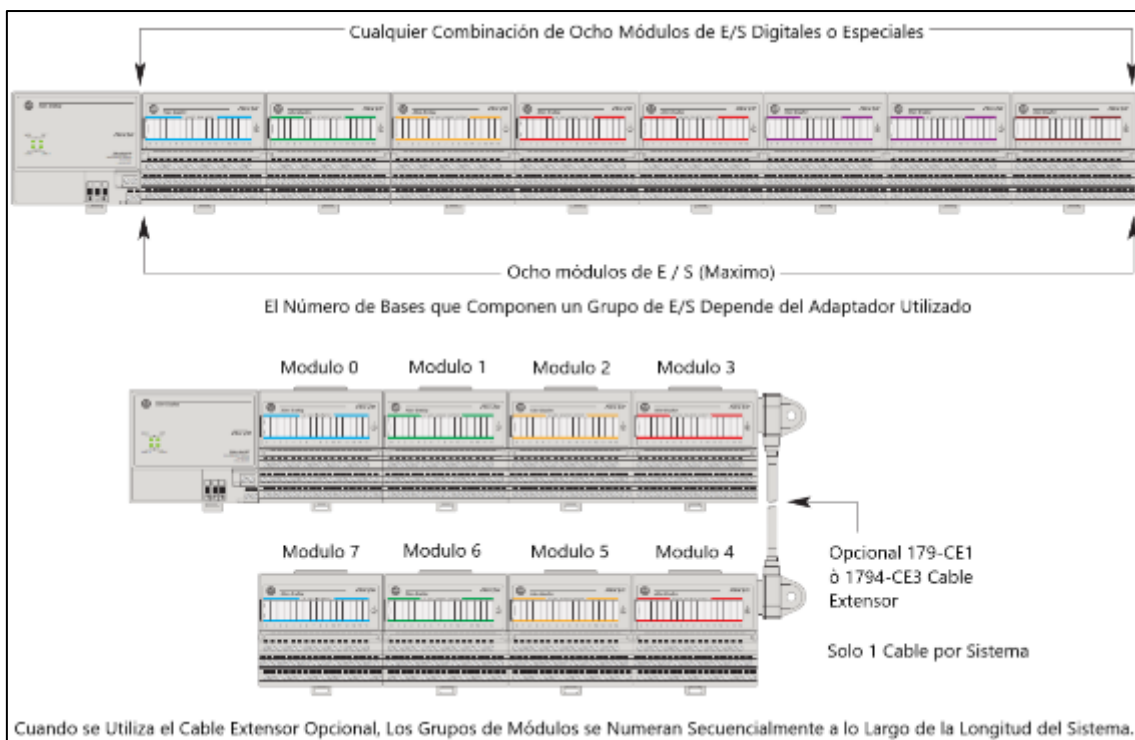 Cualquier Combinación de Ocho Módulos de E/S Digitales o Especiales
Ocho módulos de E / S (Maximo)
El Número de Bases que Componen un Grupo de E/S Depende del Adaptador Utilizado
Modulo 0 Modulo 1 Modulo 2 Modulo 3
Modulo 7 Modulo 6 Modulo 5 Modulo 4
Opcional 179-CE1
ò 1794-CE3 Cable
Extensor
Solo 1 Cable por Sistema
Cuando se Utiliza el Cable Extensor Opcional, Los Grupos de Módulos se Numeran Secuencialmente a lo Largo de la Longitud del Sistema.